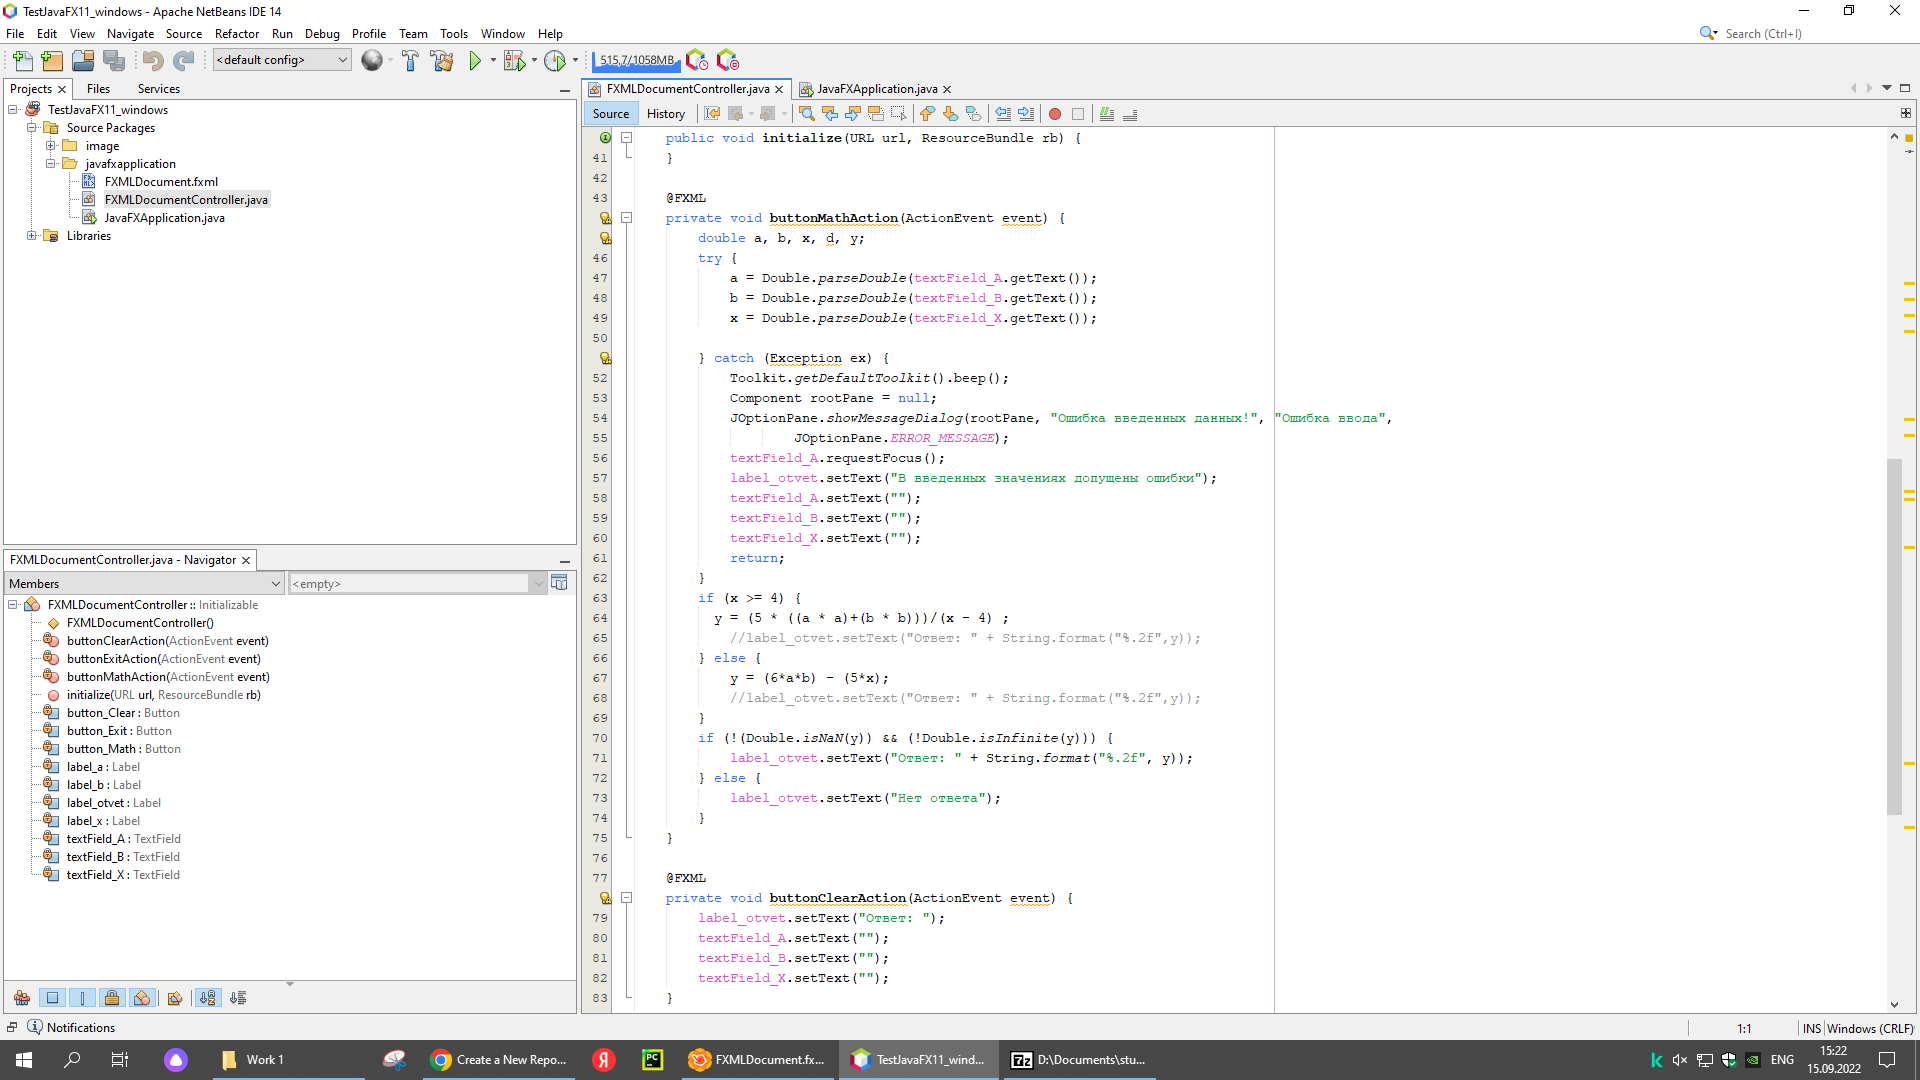 TestJavaFX11_windows - Apache NetBeans IDE 14
File Edit View Navigate Source Refactor Run Debug Profile Team Tools Window Help
Search (Ctrl+I)
<default config>
515,7/1058MB
Projects
Files
Services
TestJavaFX11_windows
Source Packages
image
javafxapplication
FXMLDocument.fxml
FXMLDocumentController.java
JavaFXApplication.java
Libraries
FXMLDocumentController.java - Navigator
Members
<empty>
FXMLDocumentController :: Initializable
FXMLDocumentController()
buttonClearAction(ActionEvent event)
buttonExitAction(ActionEvent event)
buttonMathAction(ActionEvent event)
initialize(URL url, ResourceBundle rb)
button_Clear : Button
button_Exit : Button
button_Math : Button
label_a : Label
label_b : Label
label_otvet : Label
label_x : Label
textField_A : TextField
textField_B : TextField
textField_X : TextField
FXMLDocumentController.java
JavaFXApplication.java
Source
History
public void initialize(URL url, ResourceBundle rb) {
41 }
42
43 @FXML
private void buttonMathAction(ActionEvent event) {
double a, b, x, d, y;
46 try {
47 a = Double.parseDouble(textField_A.getText());
48 b = Double.parseDouble(textField_B.getText());
49 x = Double.parseDouble(textField_X.getText());
50
} catch (Exception ex) {
52 Toolkit.getDefaultToolkit().beep();
53 Component rootPane = null;
54 JOptionPane.showMessageDialog(rootPane, "Ошибка введенных данных!", "Ошибка ввода",
55 JOptionPane.ERROR_MESSAGE);
56 textField_A.requestFocus();
57 label_otvet.setText("В введенных значениях допущены ошибки");
58 textField_A.setText("");
59 textField_B.setText("");
60 textField_X.setText("");
61 return;
62 }
63 if (x >= 4) {
64 y = (5 * ((a * a)+(b * b)))/(x - 4) ;
65 //label_otvet.setText("Ответ: " + String.format("%.2f",y));
66 } else {
67 y = (6*a*b) - (5*x);
68 //label_otvet.setText("Ответ: " + String.format("%.2f",y));
69 }
70 if (!(Double.isNaN(y)) && (!Double.isInfinite(y))) {
71 label_otvet.setText("Ответ: " + String.format("%.2f", y));
72 } else {
73 label_otvet.setText("Нет ответа");
74 }
75 }
76
77 @FXML
private void buttonClearAction(ActionEvent event) {
79 label_otvet.setText("Ответ: ");
80 textField_A.setText("");
81 textField_B.setText("");
82 textField_X.setText("");
83 }
Notifications
1:1
INS
Windows (CRLF)
Work 1
Create a New Repo...
Я
PC
FXMLDocument.fx...
TestJavaFX11_wind...
7z
D:\Documents\stu...
ENG
15:22
15.09.2022